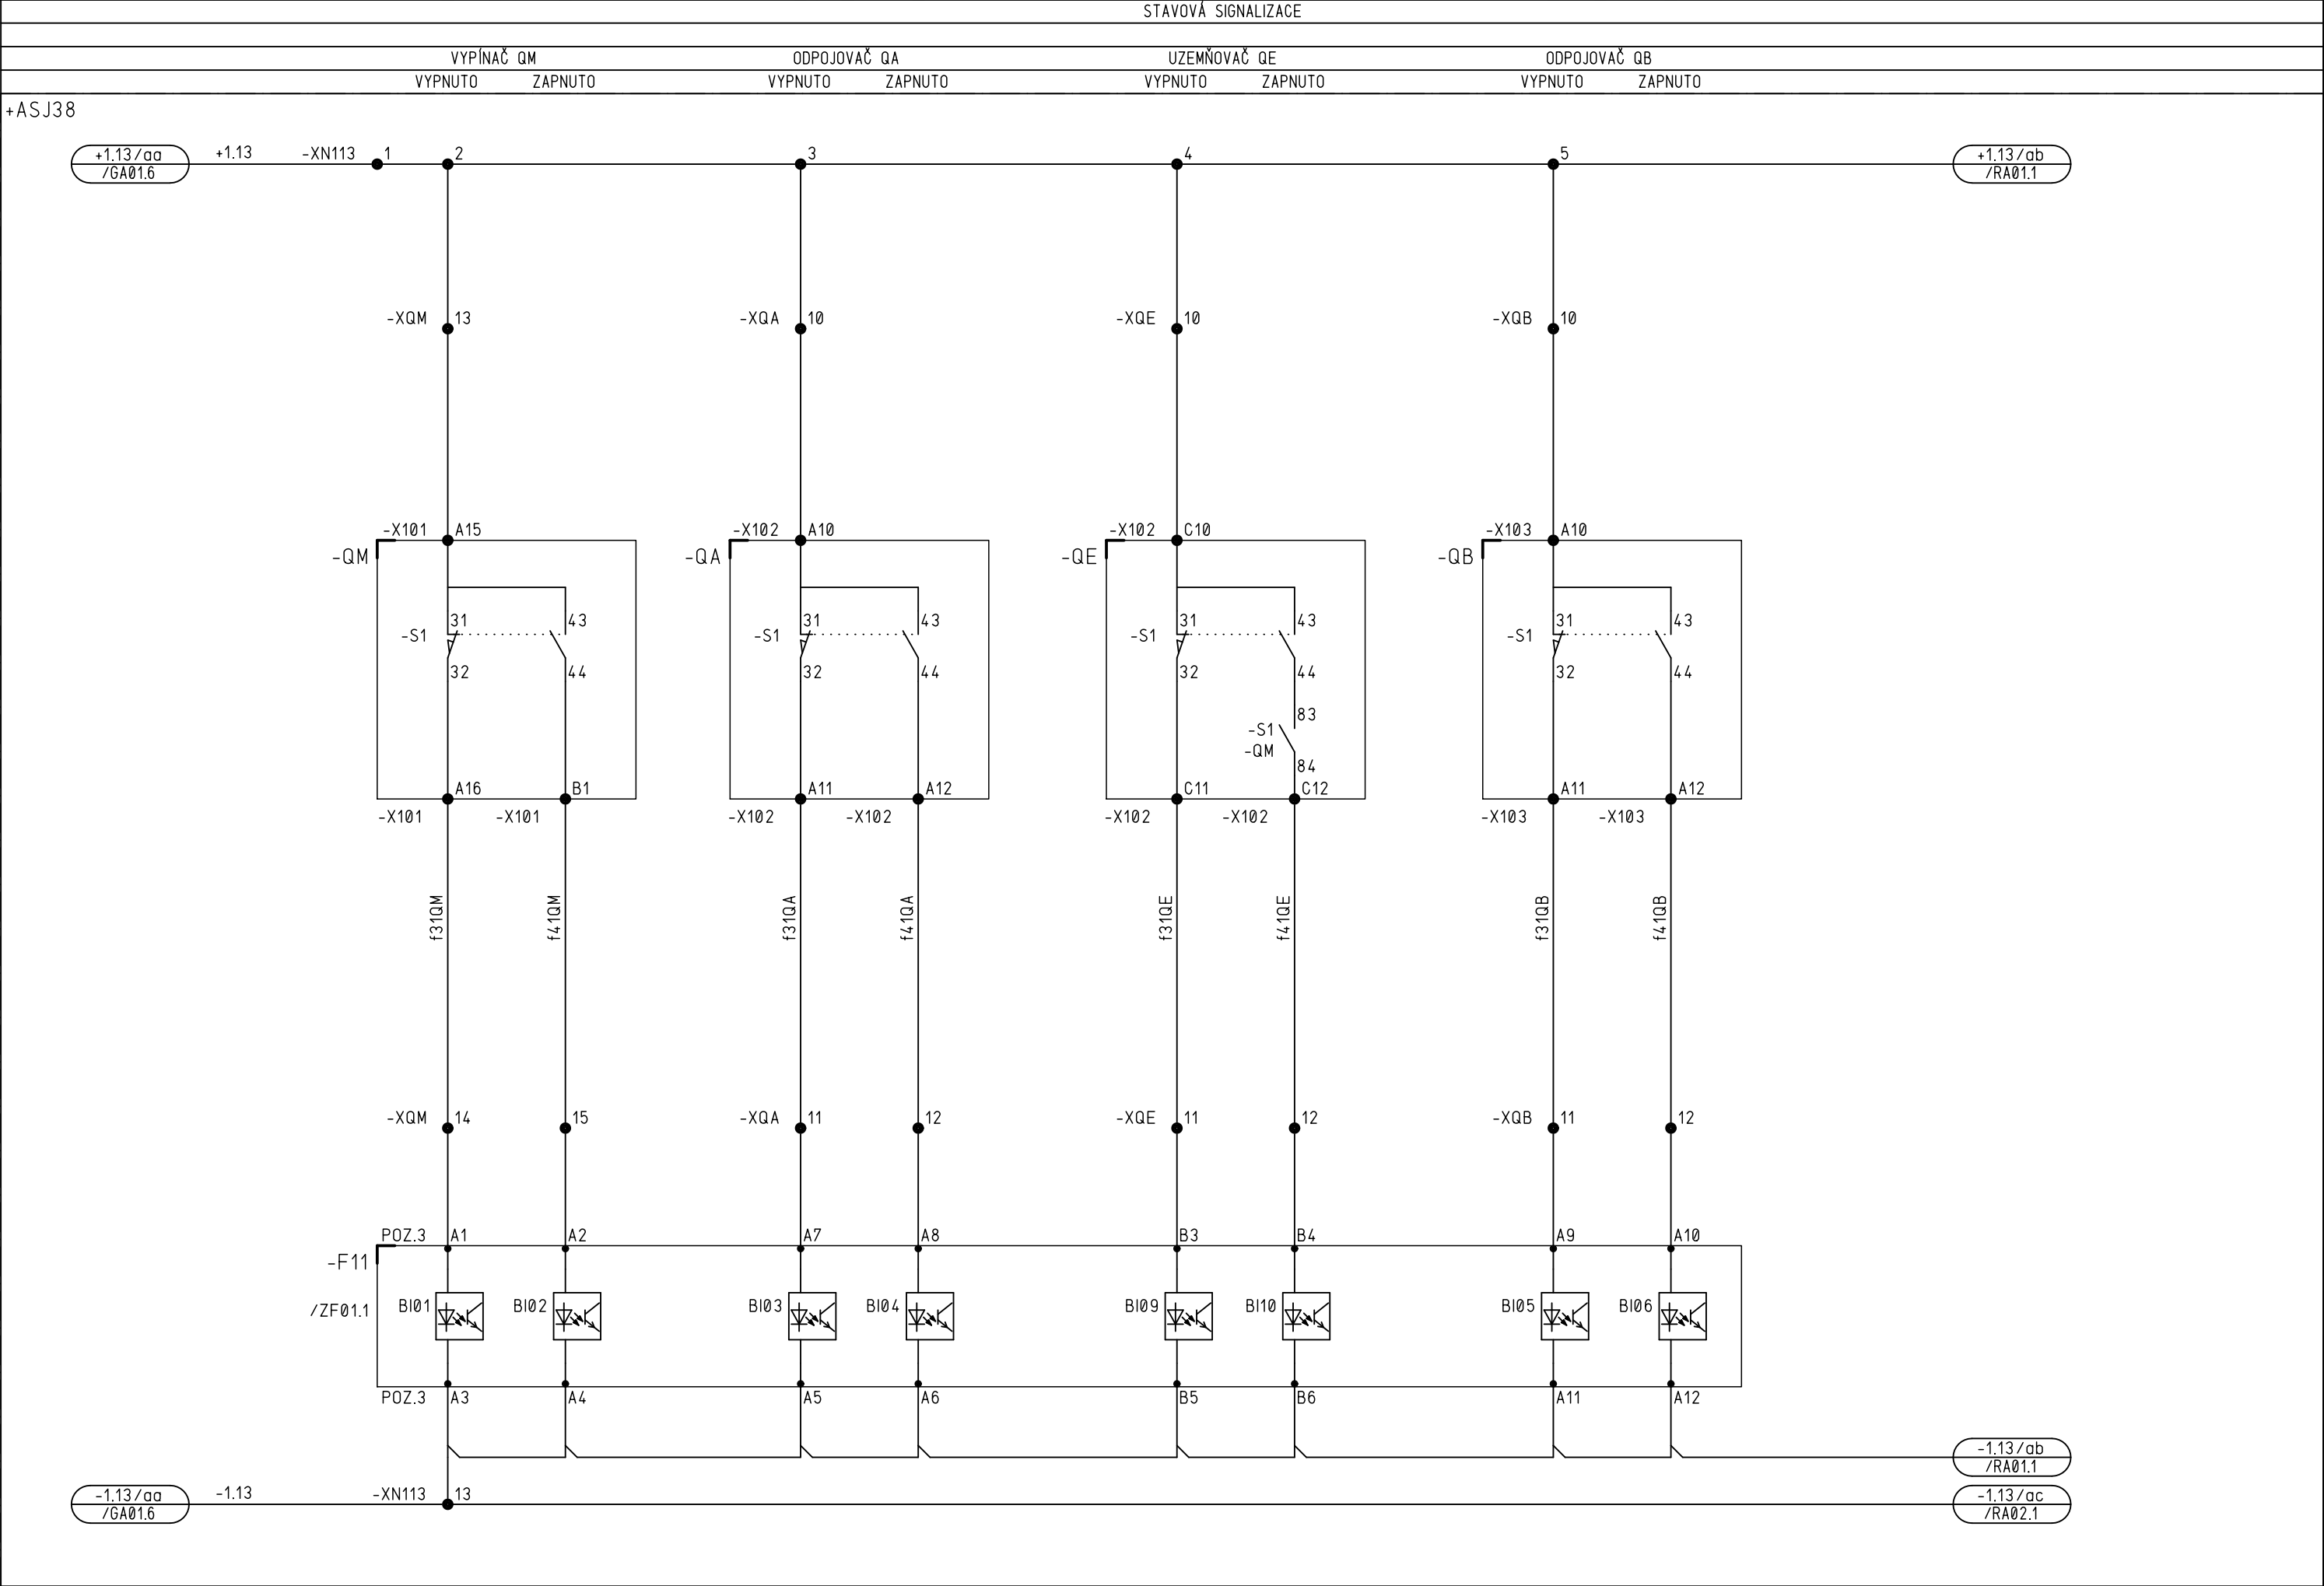 STAVOVÁ SIGNALIZACE
VYPÍNAČ QM ODPOJOVAČ QA UZEMŇOVAČ QE ODPOJOVAČ QB
VYPNUTO ZAPNUTO VYPNUTO ZAPNUTO VYPNUTO ZAPNUTO VYPNUTO ZAPNUTO
+ASJ38
+1.13/aa +1.13 -XN113 1 2 3 4 5 +1.13/ab
/GA01.6 /RA01.1
-XQM 13 -XQA 10 -XQE 10 -XQB 10
-X101 A15 -X102 A10 -X102 C10 -X103 A10
-QM -QA -QE -QB
31 43 31 43 31 43 31 43
-S1 -S1 -S1 -S1
32 44 32 44 32 44 32 44
83
-S1
-QM
84
A16 B1 A11 A12 C11 C12 A11 A12
-X101 -X101 -X102 -X102 -X102 -X102 -X103 -X103
f31QM f41QM f31QA f41QA f31QE f41QE f31QB f41QB
-XQM 14 15 -XQA 11 12 -XQE 11 12 -XQB 11 12
POZ.3 A1 A2 A7 A8 B3 B4 A9 A10
-F11
/ZF01.1 BI01 BI02 BI03 BI04 BI09 BI10 BI05 BI06
POZ.3 A3 A4 A5 A6 B5 B6 A11 A12
-1.13/ab
/RA01.1
-1.13/aa -1.13 -XN113 13 -1.13/ac
/GA01.6 /RA02.1